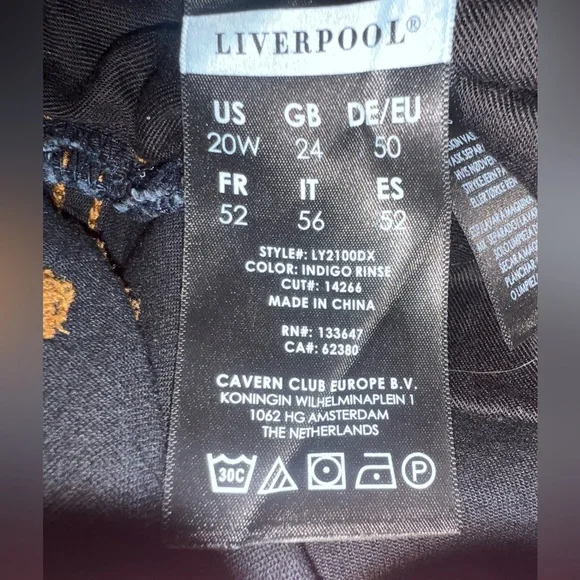 LIVERPOOL®
US GB DE/EU
20W 24 50
FR IT ES
52 56 52
STYLE#: LY2100DX
COLOR: INDIGO RINSE
CUT#: 14266
MADE IN CHINA
RN#: 133647
CA#: 62380
CAVERN CLUB EUROPE B.V.
KONINGIN WILHELMINAPLEIN 1
1062 HG AMSTERDAM
THE NETHERLANDS
30C P